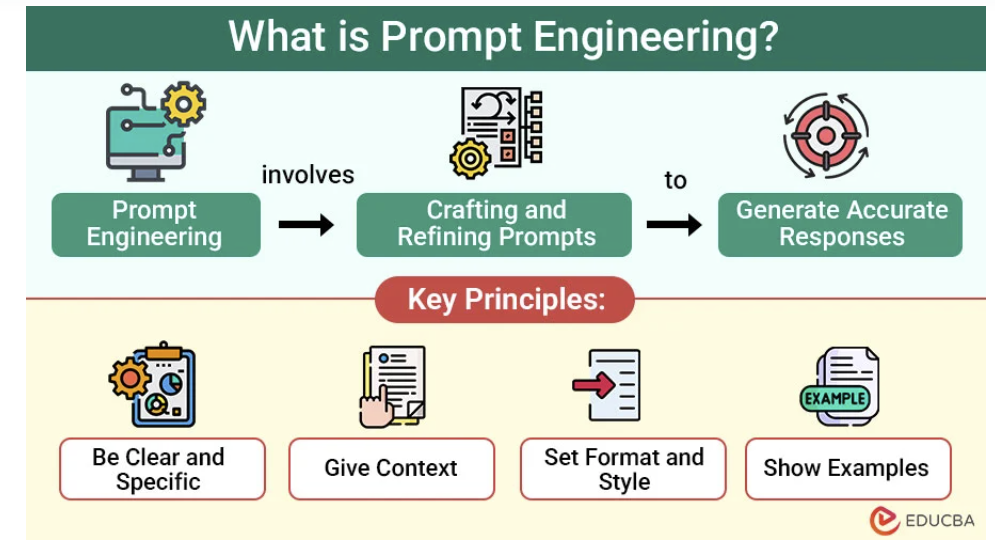 What is Prompt Engineering?
involves
to
Prompt
Engineering
Crafting and
Refining Prompts
Generate Accurate
Responses
Key Principles:
EXAMPLE
Be Clear and
Specific
Give Context
Set Format and
Style
Show Examples
EDUCBA